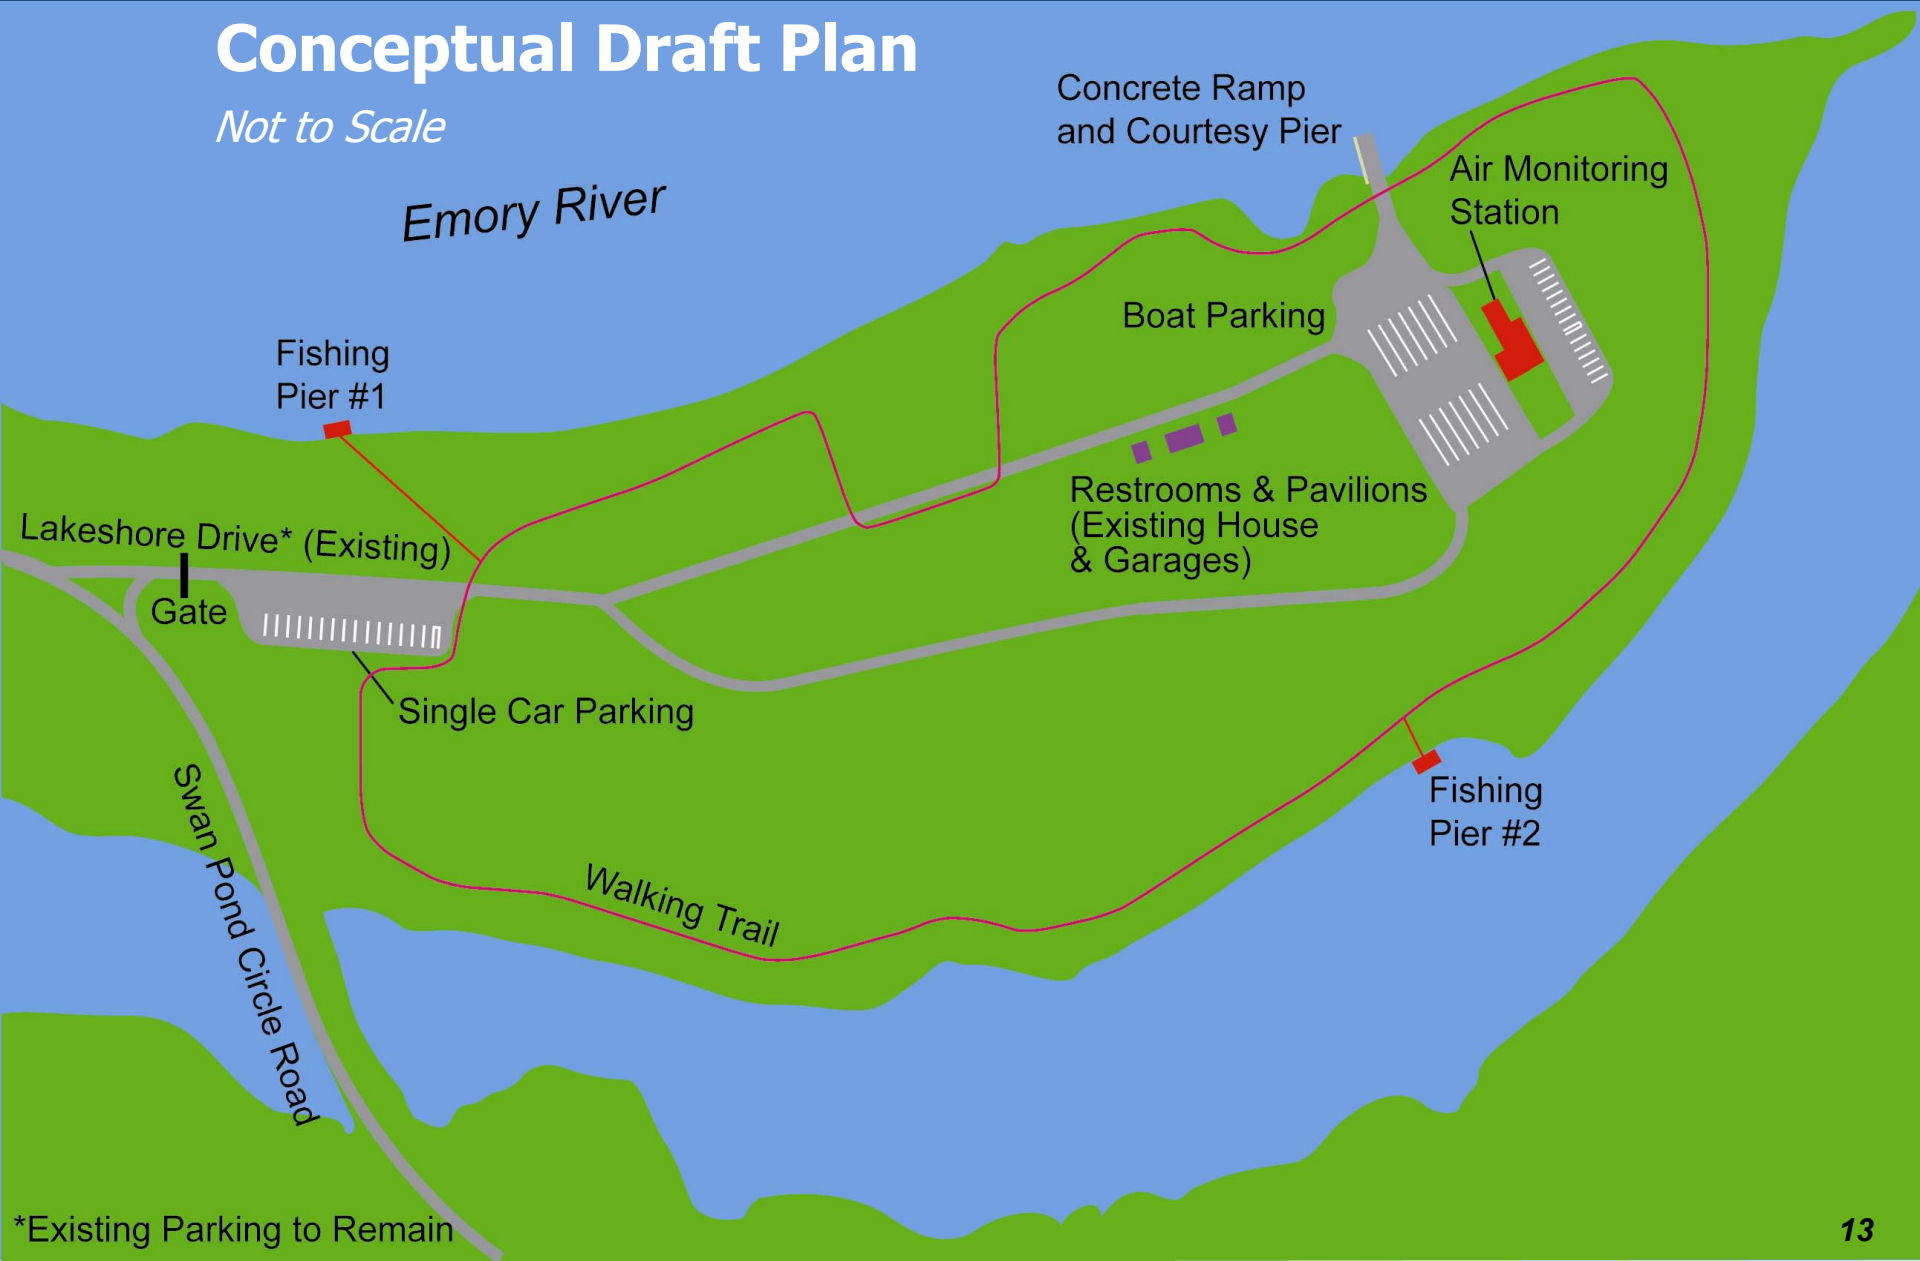 Conceptual Draft Plan
Not to Scale
Emory River
Concrete Ramp
and Courtesy Pier
Air Monitoring
Station
Boat Parking
Fishing
Pier #1
Restrooms & Pavilions
(Existing House
& Garages)
Lakeshore Drive* (Existing)
Gate
Single Car Parking
Swan Pond Circle Road
Walking Trail
Fishing
Pier #2
*Existing Parking to Remain
13